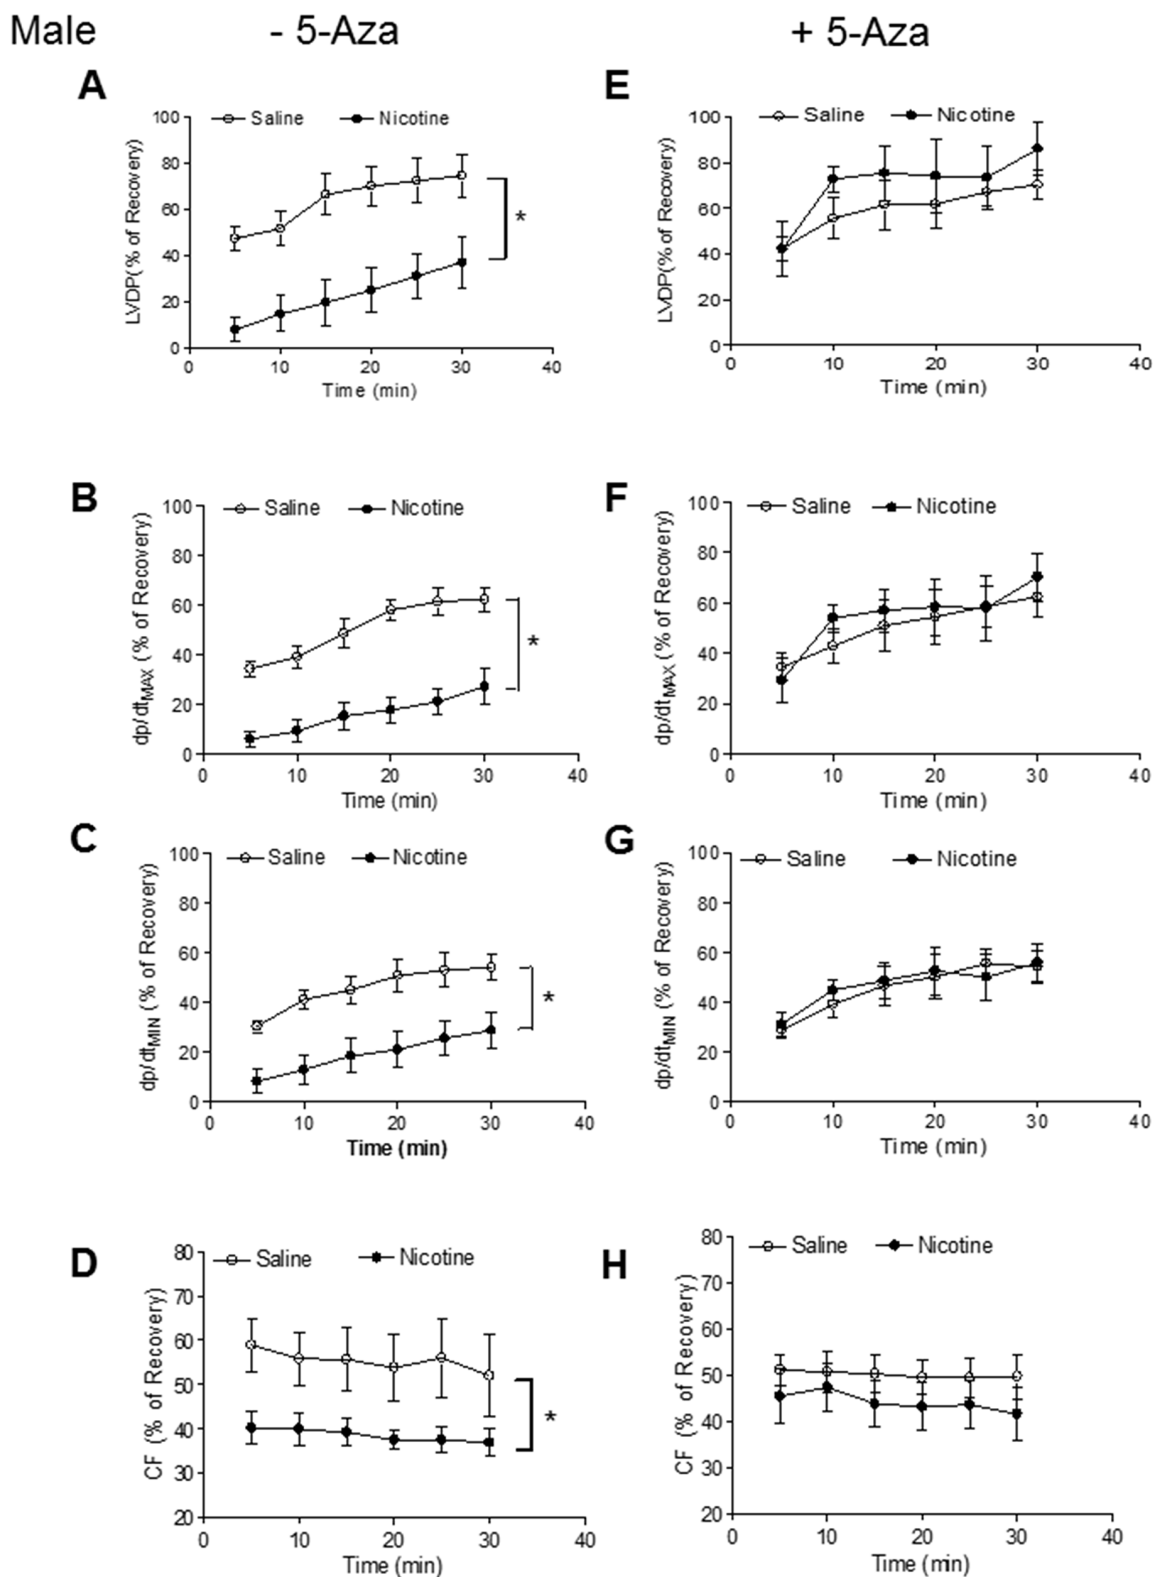 Male - 5-Aza + 5-Aza
A
Saline Nicotine
LVDP(% of Recovery)
100
80
60
40
20
0
*
0 10 20 30 40
Time (min)
E
Saline Nicotine
LVDP(% of Recovery)
100
80
60
40
20
0
0 10 20 30 40
Time (min)
B
Saline Nicotine
dp/dtMAX (% of Recovery)
100
80
60
40
20
0
*
0 10 20 30 40
Time (min)
F
Saline Nicotine
dp/dtMAX (% of Recovery)
100
80
60
40
20
0
0 10 20 30 40
Time (min)
C
Saline Nicotine
dp/dtMIN (% of Recovery)
100
80
60
40
20
0
*
0 10 20 30 40
Time (min)
G
Saline Nicotine
dp/dtMIN (% of Recovery)
100
80
60
40
20
0
0 10 20 30 40
Time (min)
D
Saline Nicotine
CF (% of Recovery)
80
70
60
50
40
30
20
*
0 10 20 30 40
Time (min)
H
Saline Nicotine
CF (% of Recovery)
80
70
60
50
40
30
20
0 10 20 30 40
Time (min)